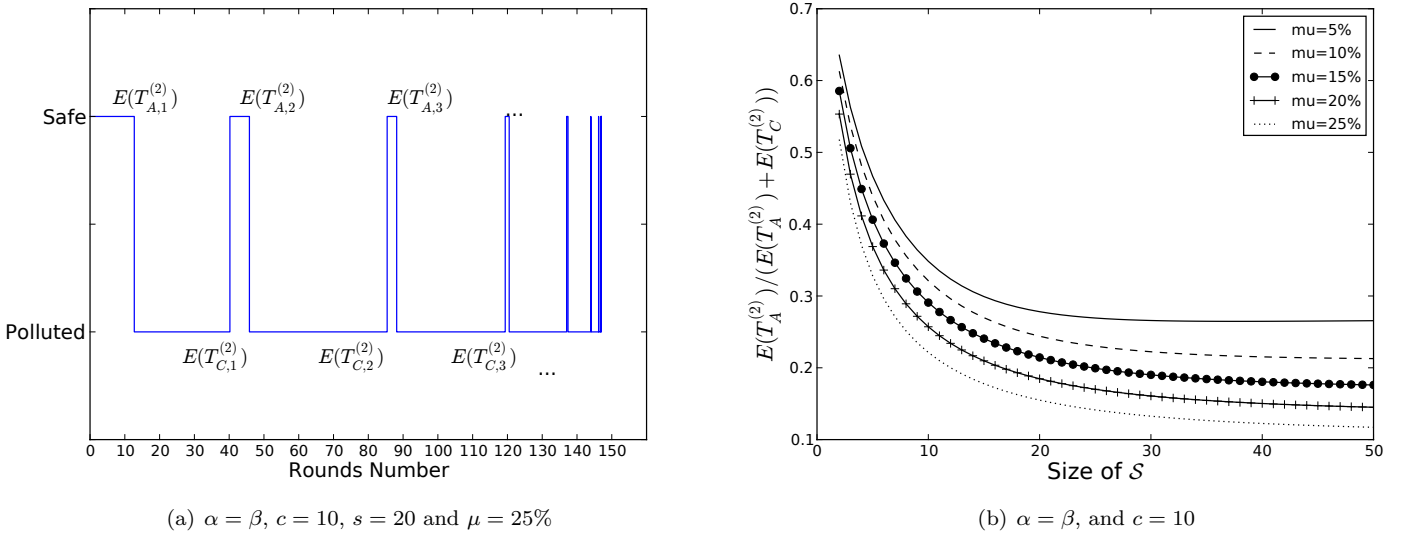 Safe
Polluted
E(T_{A,1}^{(2)})
E(T_{A,2}^{(2)})
E(T_{A,3}^{(2)})
...
E(T_{C,1}^{(2)})
E(T_{C,2}^{(2)})
E(T_{C,3}^{(2)})
...
0 10 20 30 40 50 60 70 80 90 100 110 120 130 140 150
Rounds Number
(a) α = β, c = 10, s = 20 and μ = 25%
E(T_A^{(2)})/(E(T_A^{(2)})+E(T_C^{(2)}))
0.7
0.6
0.5
0.4
0.3
0.2
0.1
mu=5%
mu=10%
mu=15%
mu=20%
mu=25%
0 10 20 30 40 50
Size of 𝒮
(b) α = β, and c = 10